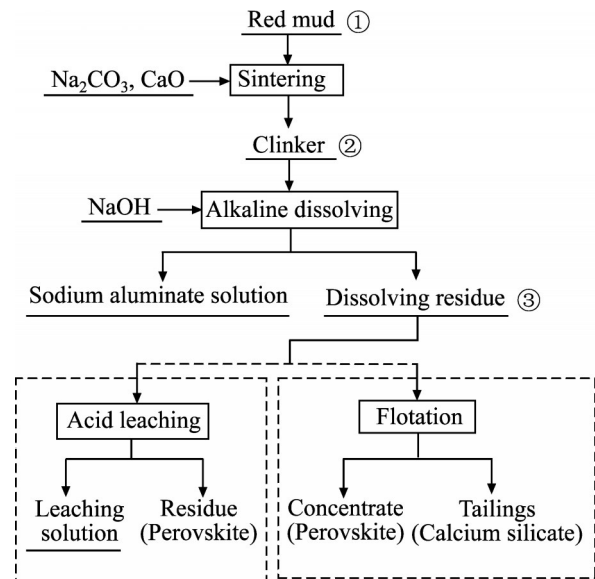 Red mud ①
Na₂CO₃, CaO
Sintering
Clinker ②
NaOH
Alkaline dissolving
Sodium aluminate solution
Dissolving residue ③
Acid leaching
Flotation
Leaching
solution
Residue
(Perovskite)
Concentrate
(Perovskite)
Tailings
(Calcium silicate)